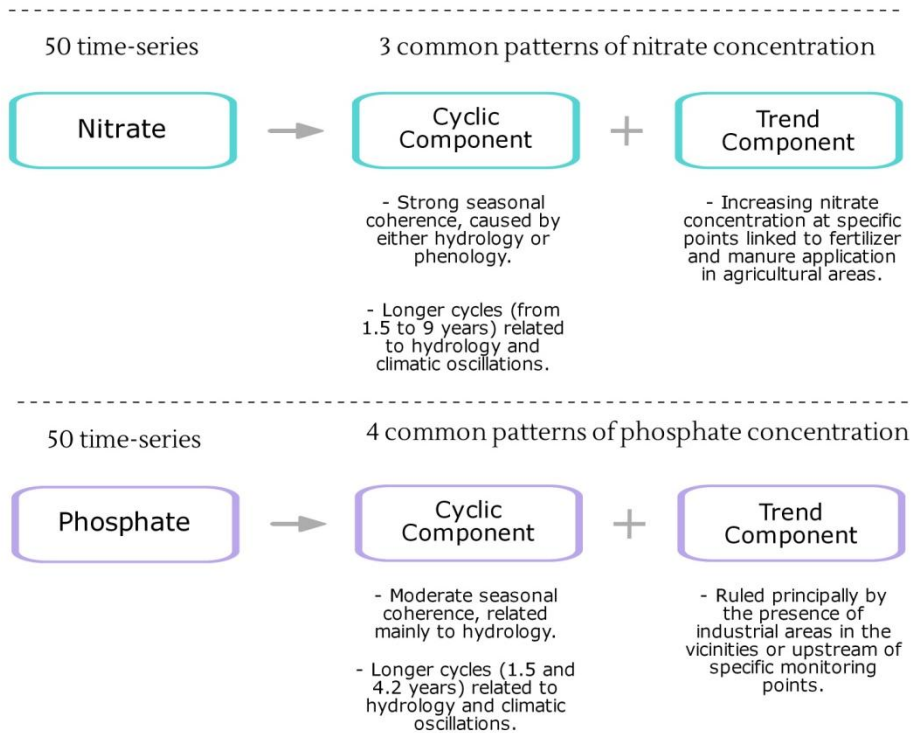 50 time-series
3 common patterns of nitrate concentration
Nitrate
Cyclic
Component
+
Trend
Component
- Strong seasonal
coherence, caused by
either hydrology or
phenology.
- Longer cycles (from
1.5 to 9 years) related
to hydrology and
climatic oscillations.
- Increasing nitrate
concentration at specific
points linked to fertilizer
and manure application
in agricultural areas.
50 time-series
4 common patterns of phosphate concentration
Phosphate
Cyclic
Component
+
Trend
Component
- Moderate seasonal
coherence, related
mainly to hydrology.
- Longer cycles (1.5 and
4.2 years) related to
hydrology and climatic
oscillations.
- Ruled principally by
the presence of
industrial areas in the
vicinities or upstream of
specific monitoring
points.